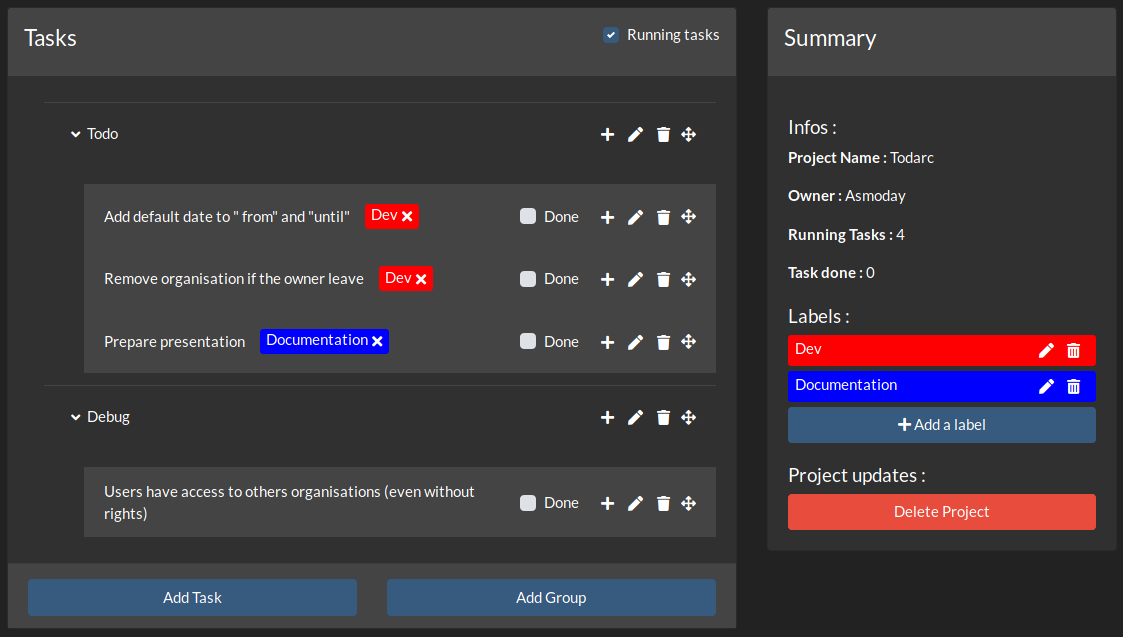 Tasks
Running tasks
Todo
Add default date to " from" and "until" Dev
Done
Remove organisation if the owner leave Dev
Done
Prepare presentation Documentation
Done
Debug
Users have access to others organisations (even without
rights)
Done
Add Task
Add Group
Summary
Infos :
Project Name : Todarc
Owner : Asmoday
Running Tasks : 4
Task done : 0
Labels :
Dev
Documentation
Add a label
Project updates :
Delete Project